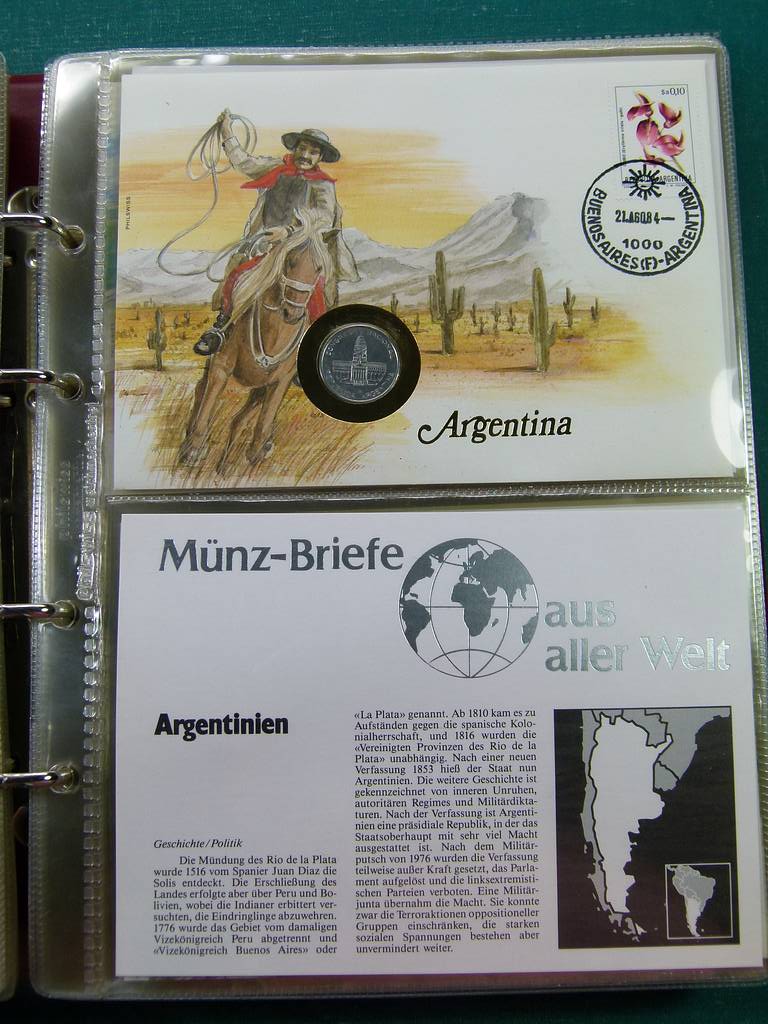 $a0,10
PHILSWISS
BUENOS AIRES (F)-ARGENTINA
21AGO84
1000
Argentina
Münz-Briefe
aus
aller Welt
Argentinien
Geschichte/Politik
Die Mündung des Rio de la Plata
wurde 1516 vom Spanier Juan Diaz de
Solis entdeckt. Die Erschließung des
Landes erfolgte aber über Peru und Bo-
livien, wobei die Indianer erbittert ver-
suchten, die Eindringlinge abzuwehren.
1776 wurde das Gebiet vom damaligen
Vizekönigreich Peru abgetrennt und
«Vizekönigreich Buenos Aires» oder
«La Plata» genannt. Ab 1810 kam es zu
Aufständen gegen die spanische Kolo-
nialherrschaft, und 1816 wurden die
«Vereinigten Provinzen des Rio de la
Plata» unabhängig. Nach einer neuen
Verfassung 1853 hieß der Staat nun
Argentinien. Die weitere Geschichte ist
gekennzeichnet von inneren Unruhen,
autoritären Regimes und Militärdikta-
turen. Nach der Verfassung ist Argenti-
nien eine präsidiale Republik, in der das
Staatsoberhaupt mit sehr viel Macht
ausgestattet ist. Nach dem Militär-
putsch von 1976 wurden die Verfassung
teilweise außer Kraft gesetzt, das Parla-
ment aufgelöst und die linksextremisti-
schen Parteien verboten. Eine Militär-
junta übernahm die Macht. Sie konnte
zwar die Terroraktionen oppositioneller
Gruppen einschränken, die starken
sozialen Spannungen bestehen aber
unvermindert weiter.